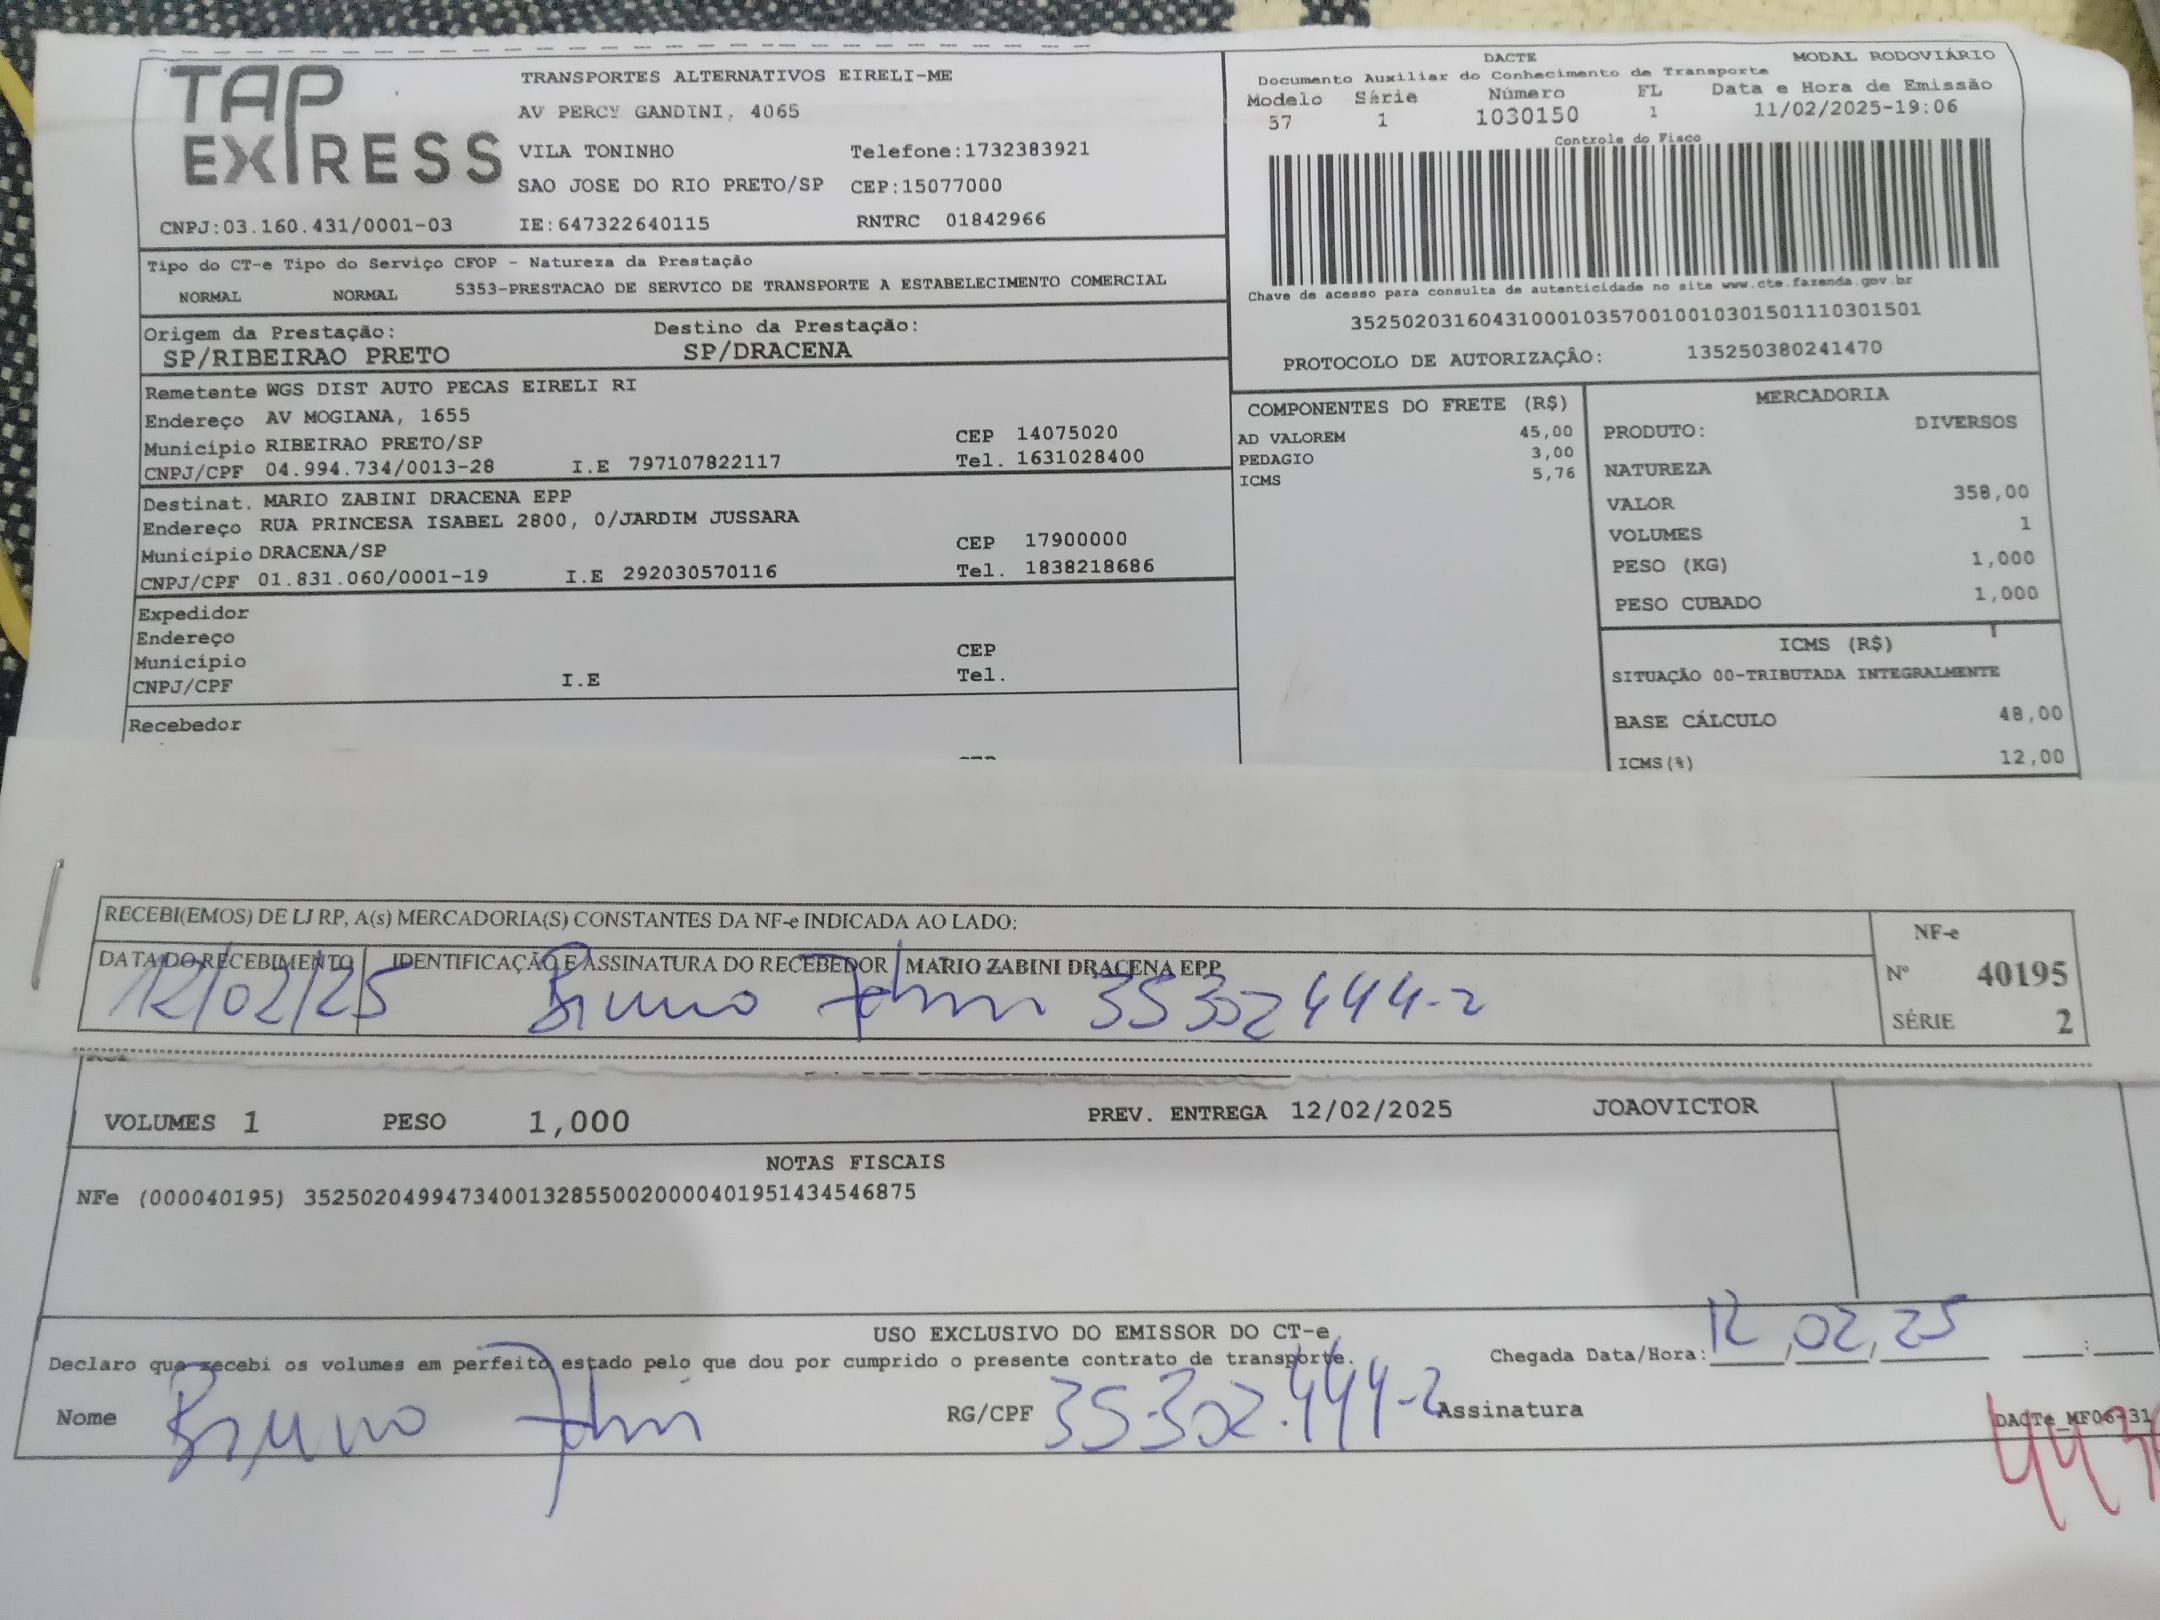 TAP EXPRESS
TRANSPORTES ALTERNATIVOS EIRELI-ME
AV PERCY GANDINI, 4065
VILA TONINHO Telefone:1732383921
SAO JOSE DO RIO PRETO/SP CEP:15077000
CNPJ:03.160.431/0001-03 IE:647322640115 RNTRC 01842966
DACTE MODAL RODOVIÁRIO
Documento Auxiliar do Conhecimento de Transporte
Modelo Série Número FL Data e Hora de Emissão
57 1 1030150 1 11/02/2025-19:06
Controle do Fisco
Chave de acesso para consulta de autenticidade no site www.cte.fazenda.gov.br
35250203160431000103570010010301501110301501
PROTOCOLO DE AUTORIZAÇÂO: 135250380241470
Tipo do CT-e Tipo do Serviço CFOP - Natureza da Prestação
NORMAL NORMAL 5353-PRESTACAO DE SERVICO DE TRANSPORTE A ESTABELECIMENTO COMERCIAL
Origem da Prestação: Destino da Prestação:
SP/RIBEIRAO PRETO SP/DRACENA
Remetente WGS DIST AUTO PECAS EIRELI RI
Endereço AV MOGIANA, 1655
Município RIBEIRAO PRETO/SP CEP 14075020
CNPJ/CPF 04.994.734/0013-28 I.E 797107822117 Tel. 1631028400
Destinat. MARIO ZABINI DRACENA EPP
Endereço RUA PRINCESA ISABEL 2800, 0/JARDIM JUSSARA
Município DRACENA/SP CEP 17900000
CNPJ/CPF 01.831.060/0001-19 I.E 292030570116 Tel. 1838218686
Expedidor
Endereço
Município CEP
CNPJ/CPF I.E Tel.
Recebedor
COMPONENTES DO FRETE (R$)
AD VALOREM 45,00
PEDAGIO 3,00
ICMS 5,76
MERCADORIA
PRODUTO: DIVERSOS
NATUREZA
VALOR 358,00
VOLUMES 1
PESO (KG) 1,000
PESO CUBADO 1,000
ICMS (R$)
SITUAÇÃO 00-TRIBUTADA INTEGRALMENTE
BASE CÁLCULO 48,00
ICMS(%) 12,00
RECEBI(EMOS) DE LJ RP, A(s) MERCADORIA(S) CONSTANTES DA NF-e INDICADA AO LADO:
DATA DO RECEBIMENTO IDENTIFICAÇÃO E ASSINATURA DO RECEBEDOR MARIO ZABINI DRACENA EPP
12/02/25 Bruno 35302444-2
NF-e
Nº 40195
SÉRIE 2
VOLUMES 1 PESO 1,000 PREV. ENTREGA 12/02/2025 JOAOVICTOR
NOTAS FISCAIS
NFe (000040195) 35250204994734001328550020000401951434546875
USO EXCLUSIVO DO EMISSOR DO CT-e
Declaro que recebi os volumes em perfeito estado pelo que dou por cumprido o presente contrato de transporte. Chegada Data/Hora: 12,02,25 :
Nome Bruno RG/CPF 35.302.444-2 Assinatura
DACTe_MF06-31